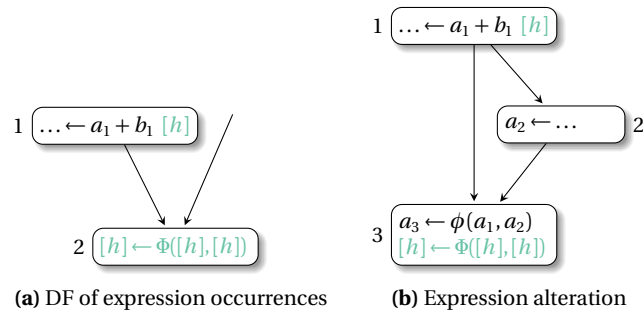 1 … ← a₁ + b₁ [h]
2 [h] ← Φ([h],[h])
(a) DF of expression occurrences
1 … ← a₁ + b₁ [h]
a₂ ← … 2
3 a₃ ← ϕ(a₁, a₂)
[h] ← Φ([h],[h])
(b) Expression alteration